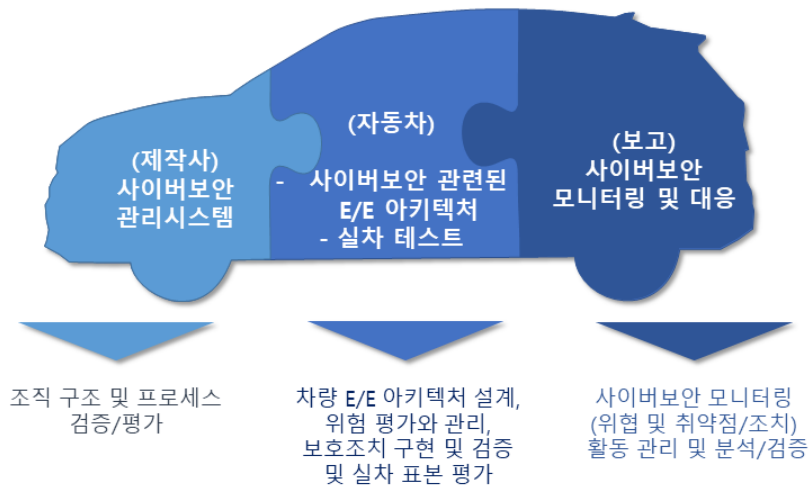 (제작사)
사이버보안
관리시스템
(자동차)
- 사이버보안 관련된
E/E 아키텍처
- 실차 테스트
(보고)
사이버보안
모니터링 및 대응
조직 구조 및 프로세스
검증/평가
차량 E/E 아키텍처 설계,
위험 평가와 관리,
보호조치 구현 및 검증
및 실차 표본 평가
사이버보안 모니터링
(위협 및 취약점/조치)
활동 관리 및 분석/검증